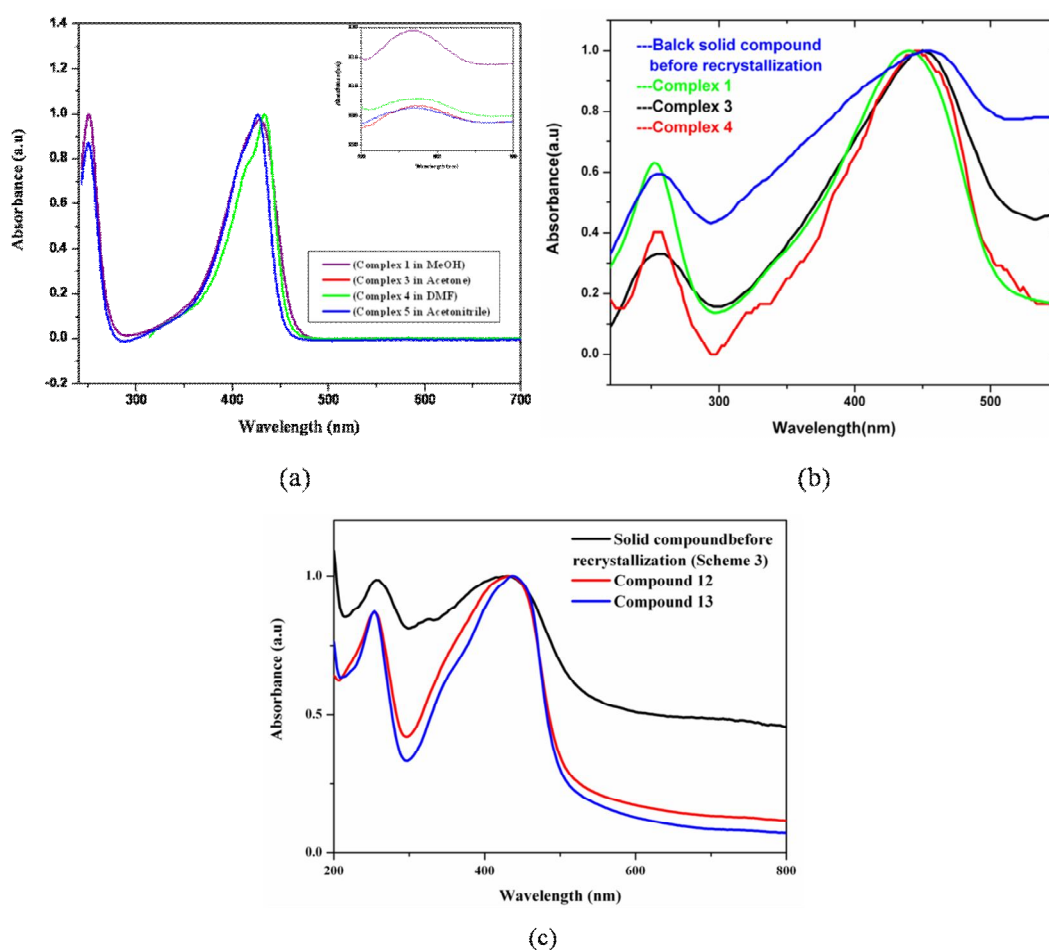 1.4
1.2
1.0
0.8
0.6
0.4
0.2
0.0
-0.2
Absorbance (a.u)
300
400
500
600
700
Wavelength (nm)
Wavelength (nm)
(Complex 1 in MeOH)
(Complex 3 in Acetone)
(Complex 4 in DMF)
(Complex 5 in Acetonitrile)
(a)
(b)
1.0
0.8
0.6
0.4
0.2
0.0
Absorbance(a.u)
---Balck solid compound
before recrystallization
---Complex 1
---Complex 3
---Complex 4
300
400
500
Wavelength(nm)
(b)
1.0
0.5
0.0
Absorbance (a.u)
Solid compoundbefore
recrystallization (Scheme 3)
Compound 12
Compound 13
200
300
400
500
600
800
Wavelength (nm)
(c)